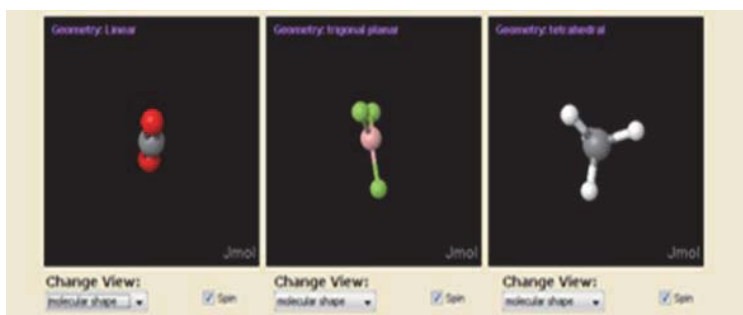 Geometry: Linear
Geometry: trigonal planar
Geometry: tetrahedral
Jmol
Jmol
Jmol
Change View:
Change View:
Change View:
molecular shape
Spin
molecular shape
Spin
molecular shape
Spin